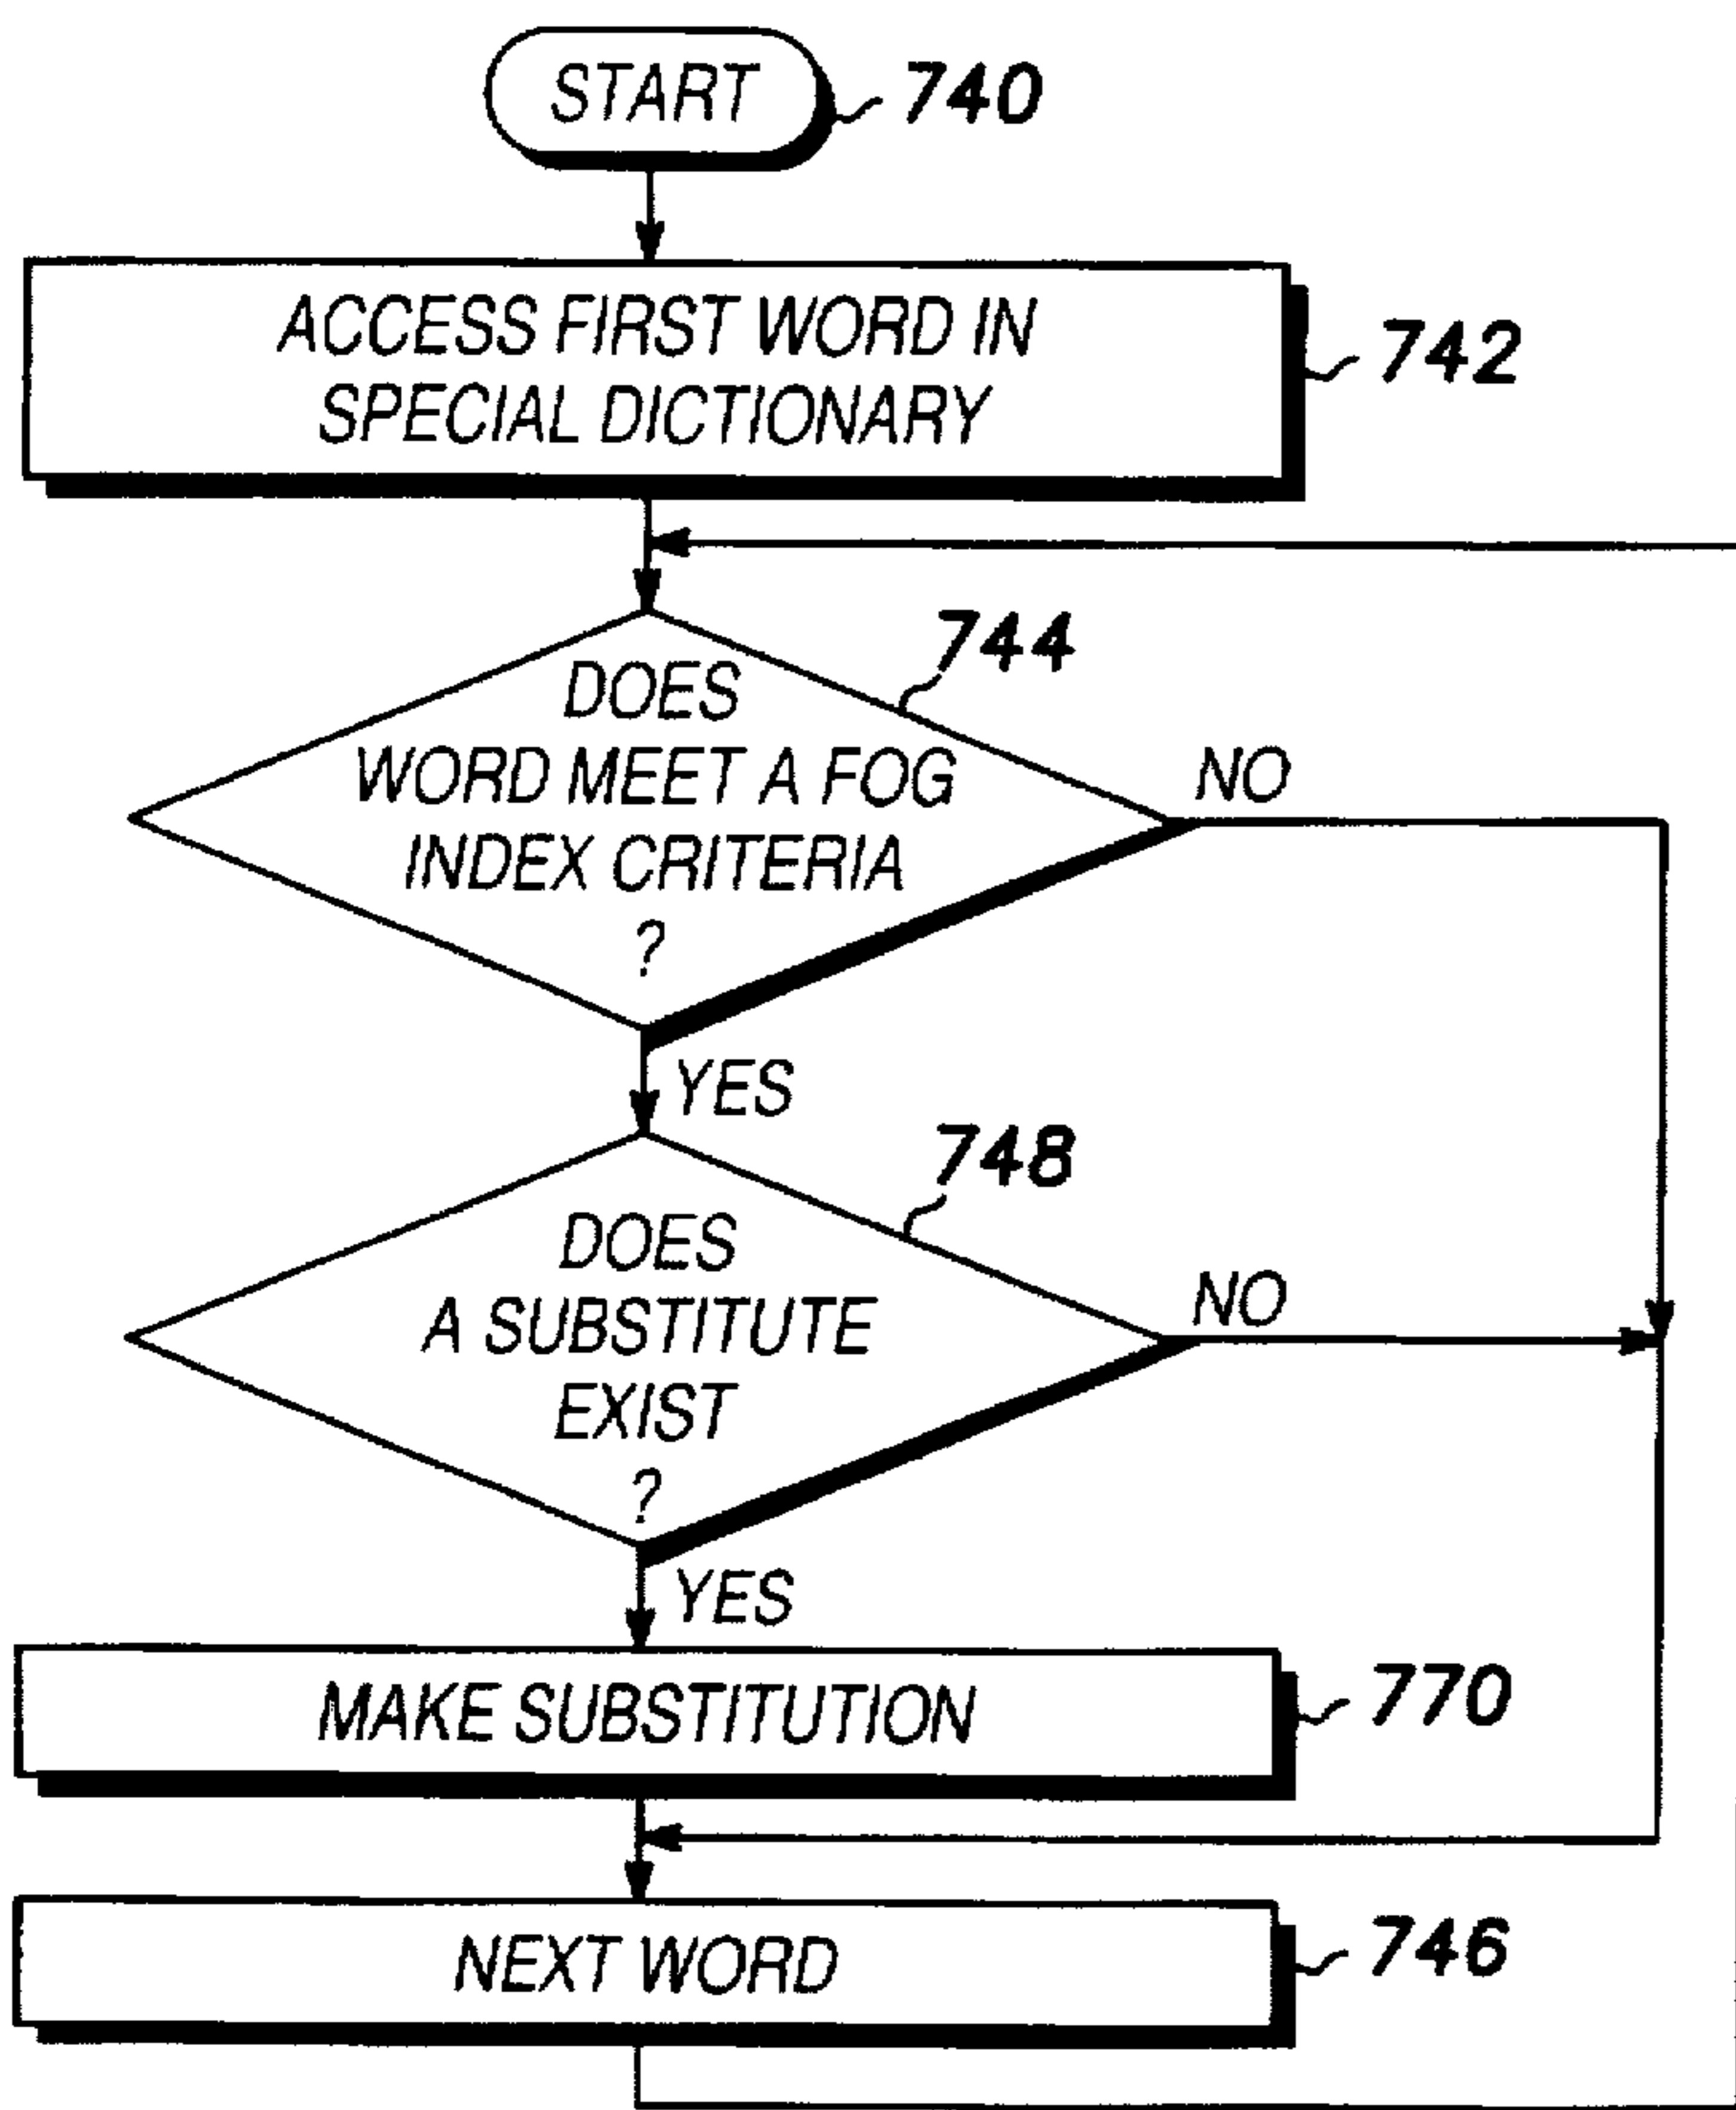 START
740
ACCESS FIRST WORD IN
SPECIAL DICTIONARY
742
744
DOES
WORD MEET A FOG
INDEX CRITERIA
?
NO
YES
748
DOES
A SUBSTITUTE
EXIST
?
NO
YES
MAKE SUBSTITUTION
770
NEXT WORD
746